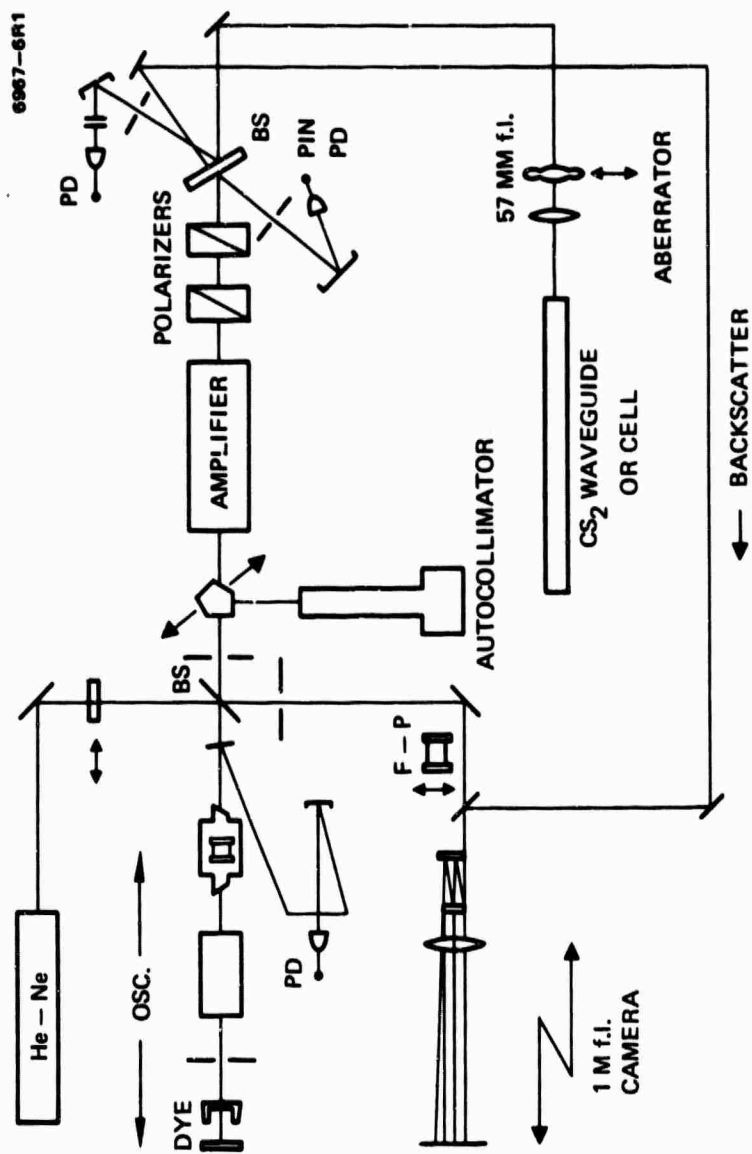 6967-6R1
PD
BS
PIN
PD
POLARIZERS
AMPLIFIER
57 MM f.l.
ABERRATOR
CS2 WAVEGUIDE
OR CELL
BACKSCATTER
AUTOCOLLIMATOR
BS
F – P
He – Ne
OSC.
DYE
PD
1 M f.l.
CAMERA